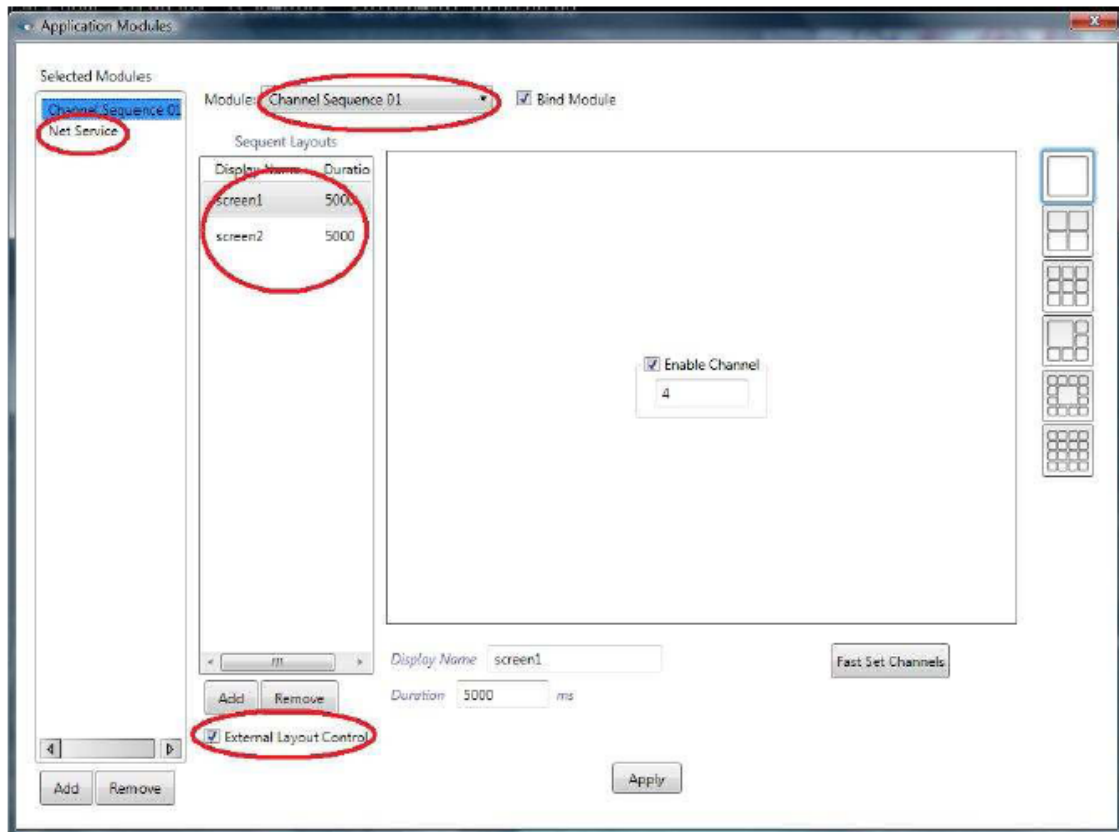 Application Modules
Selected Modules
Channel Sequence 01
Net Service
Module: Channel Sequence 01
Bind Module
Sequent Layouts
Display Name Duratio
screen1 5000
screen2 5000
Enable Channel
4
Display Name screen1
Fast Set Channels
Duration 5000 ms
Add Remove
External Layout Control
Add Remove
Apply